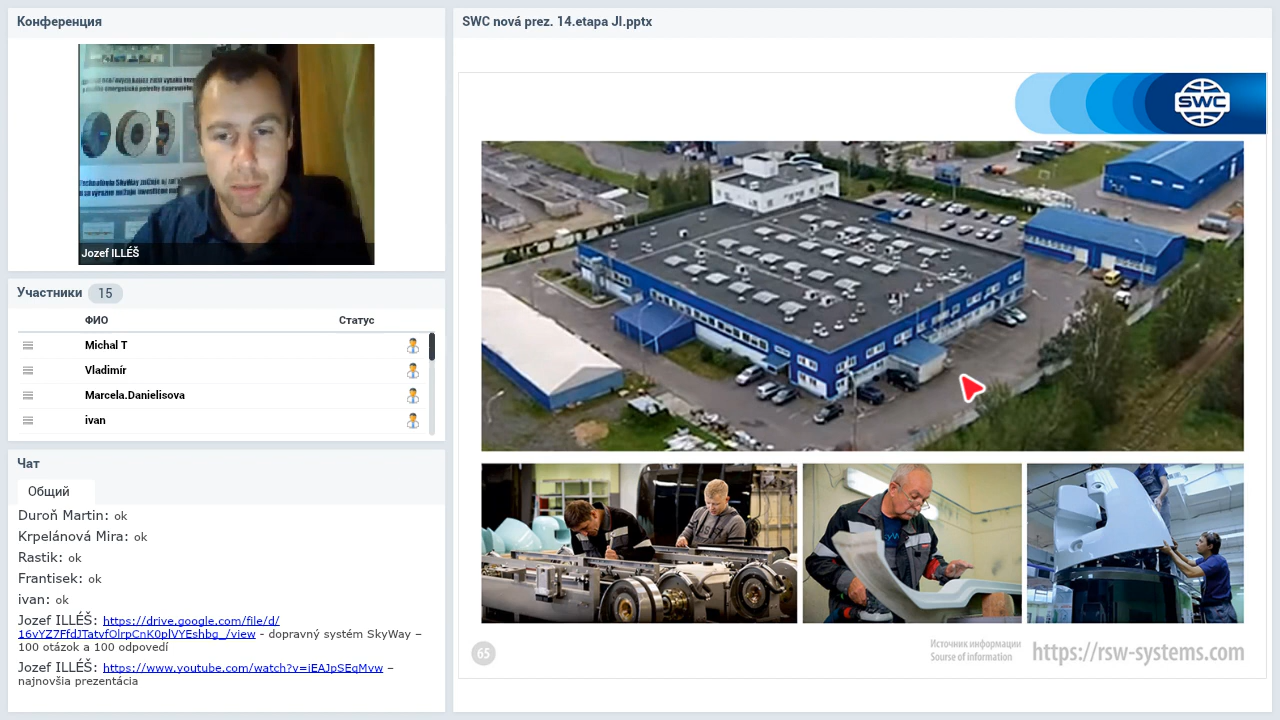 Конференция
Jozef ILLÉŠ
Участники 15
ФИО Статус
Michal T
Vladimír
Marcela.Danielisova
ivan
Чат
Общий
Duroň Martin: ok
Krpelánová Mira: ok
Rastik: ok
Frantisek: ok
ivan: ok
Jozef ILLÉŠ: https://drive.google.com/file/d/
16vYZ7FfdJTatvfOlrpCnK0plVYEshbg_/view - dopravný systém SkyWay –
100 otázok a 100 odpovedí
Jozef ILLÉŠ: https://www.youtube.com/watch?v=iEAJpSEqMvw –
najnovšia prezentácia
SWC nová prez. 14.etapa JI.pptx
SWC
65
Источник информации
Sourse of information
https://rsw-systems.com